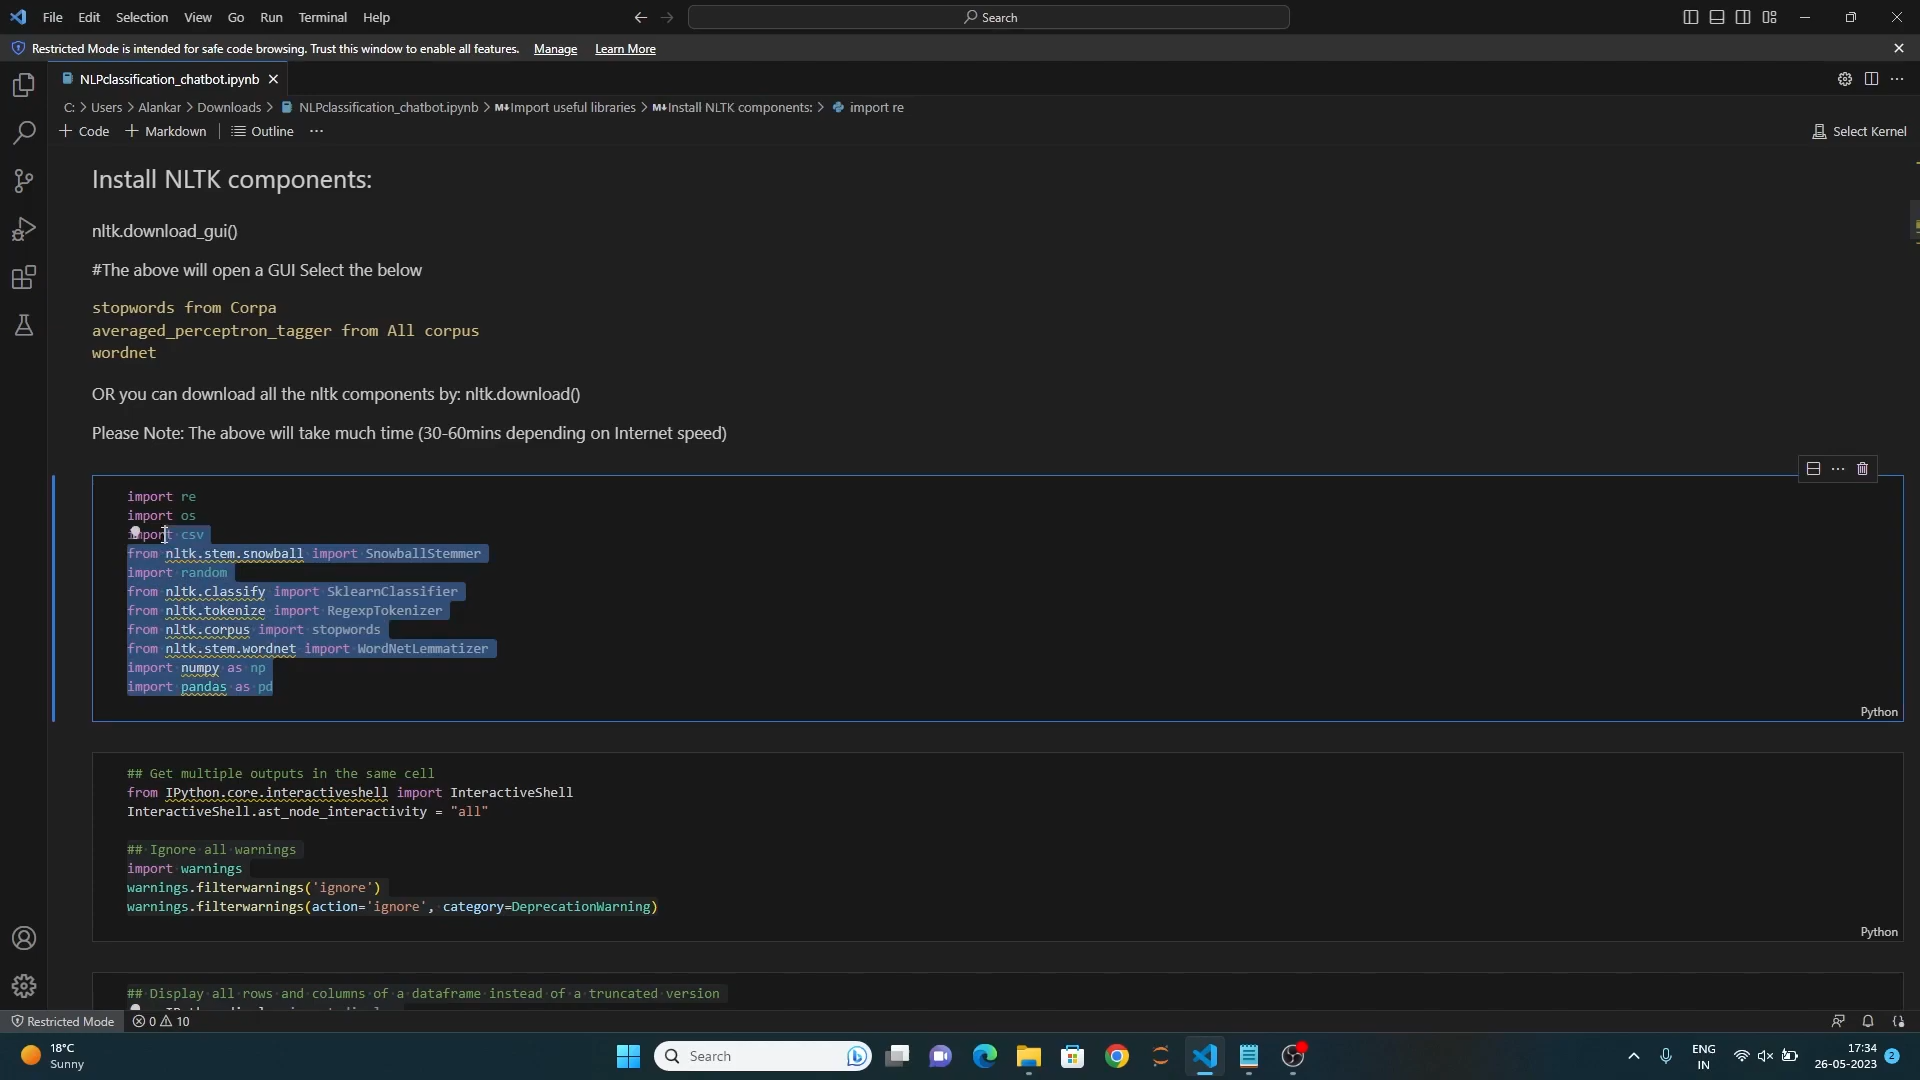 File Edit Selection View Go Run Terminal Help
Search
Restricted Mode is intended for safe code browsing. Trust this window to enable all features. Manage Learn More
NLPclassification_chatbot.ipynb
C: > Users > Alankar > Downloads > NLPclassification_chatbot.ipynb > M↓Import useful libraries > M↓Install NLTK components: > import re
+ Code + Markdown Outline ...
Select Kernel
Install NLTK components:
nltk.download_gui()
#The above will open a GUI Select the below
stopwords from Corpa
averaged_perceptron_tagger from All corpus
wordnet
OR you can download all the nltk components by: nltk.download()
Please Note: The above will take much time (30-60mins depending on Internet speed)
import re
import os
import csv
from nltk.stem.snowball import SnowballStemmer
import random
from nltk.classify import SklearnClassifier
from nltk.tokenize import RegexpTokenizer
from nltk.corpus import stopwords
from nltk.stem.wordnet import WordNetLemmatizer
import numpy as np
import pandas as pd
Python
## Get multiple outputs in the same cell
from IPython.core.interactiveshell import InteractiveShell
InteractiveShell.ast_node_interactivity = "all"
## Ignore all warnings
import warnings
warnings.filterwarnings('ignore')
warnings.filterwarnings(action='ignore', category=DeprecationWarning)
Python
## Display all rows and columns of a dataframe instead of a truncated version
Restricted Mode 0 10
18°C
Sunny
Search
ENG
IN
17:34
26-05-2023
2